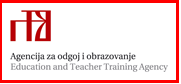 Agencija za odgoj i obrazovanje
Education and Teacher Training Agency